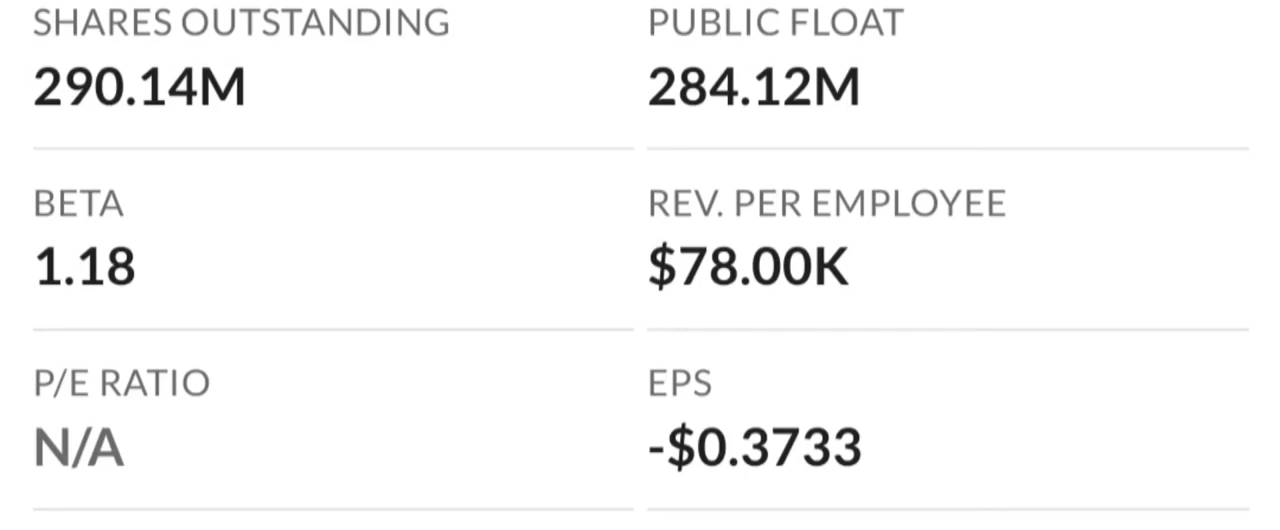 SHARES OUTSTANDING
290.14M
PUBLIC FLOAT
284.12M
BETA
1.18
REV. PER EMPLOYEE
$78.00K
P/E RATIO
N/A
EPS
-$0.3733